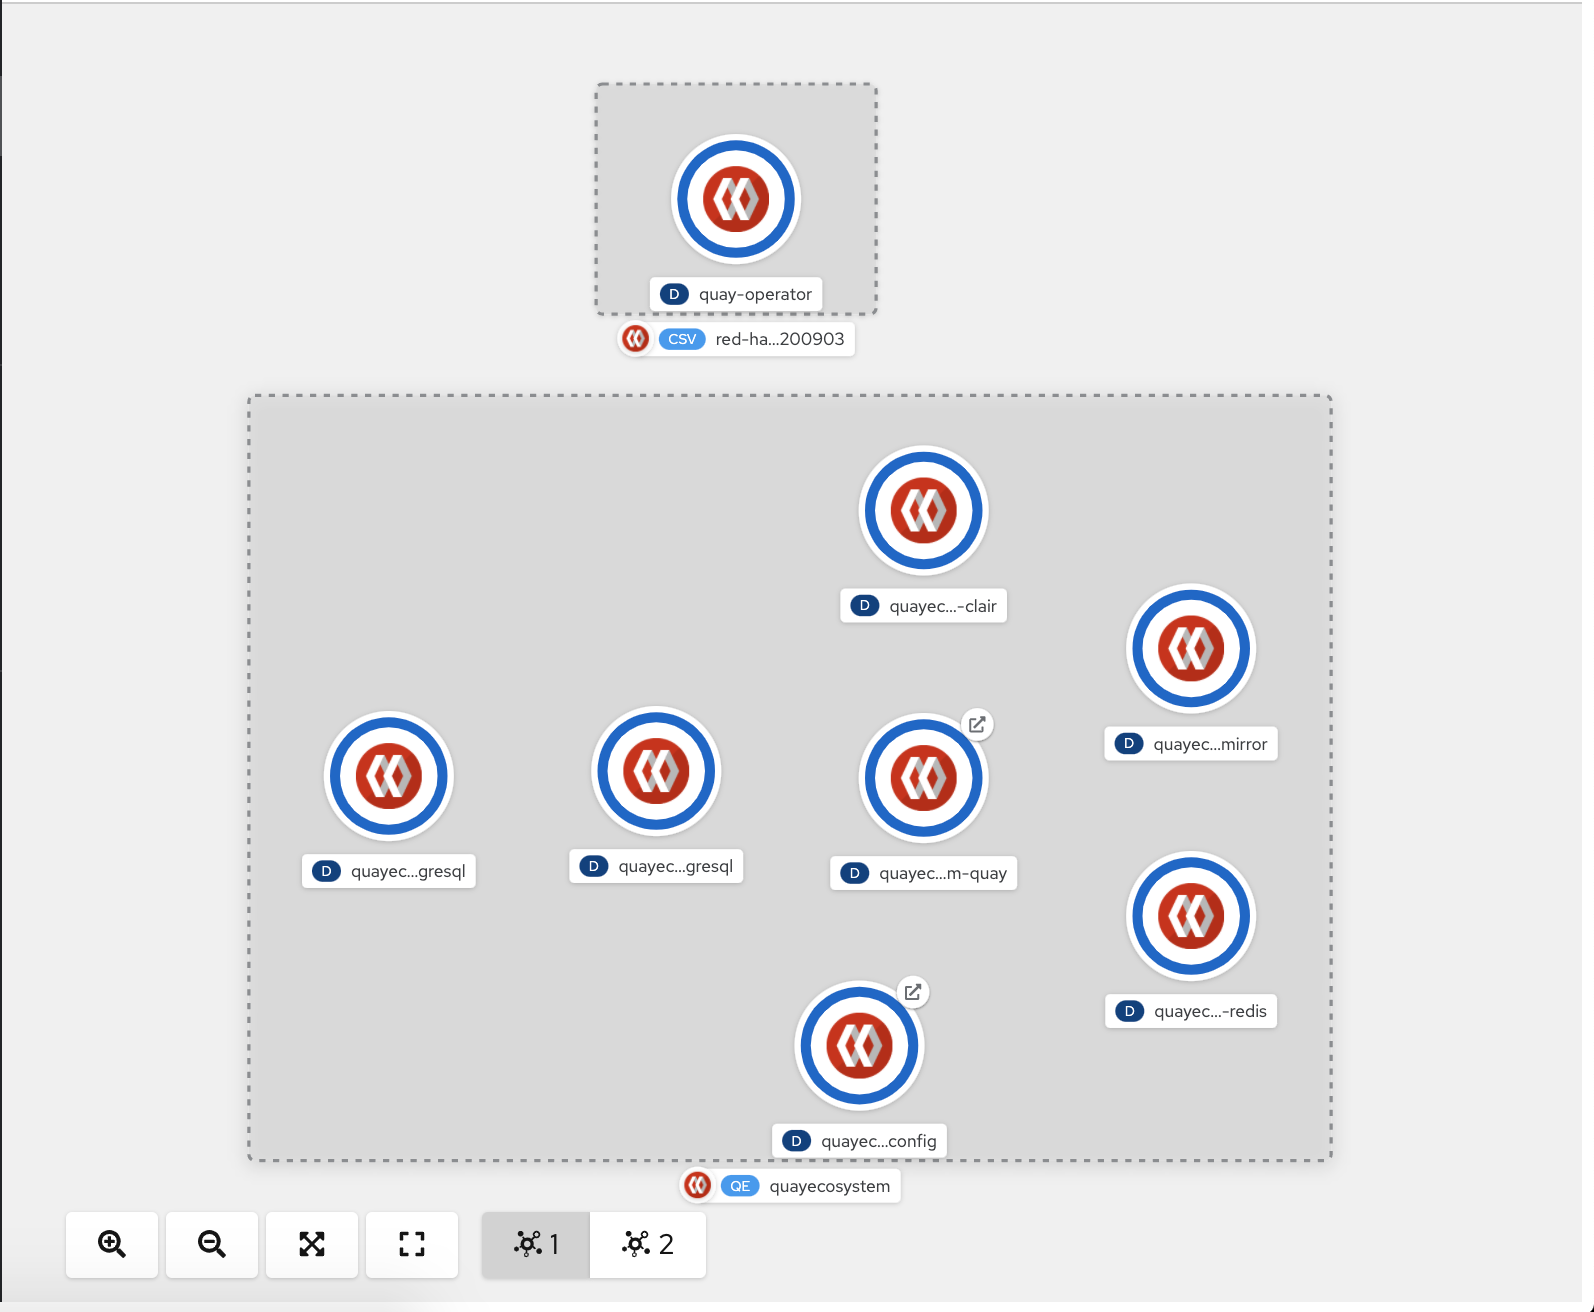 D quay-operator
CSV red-ha...200903
D quayec...-clair
D quayec...mirror
D quayec...gresql
D quayec...gresql
D quayec...m-quay
D quayec...-redis
D quayec...config
QE quayecosystem
1
2